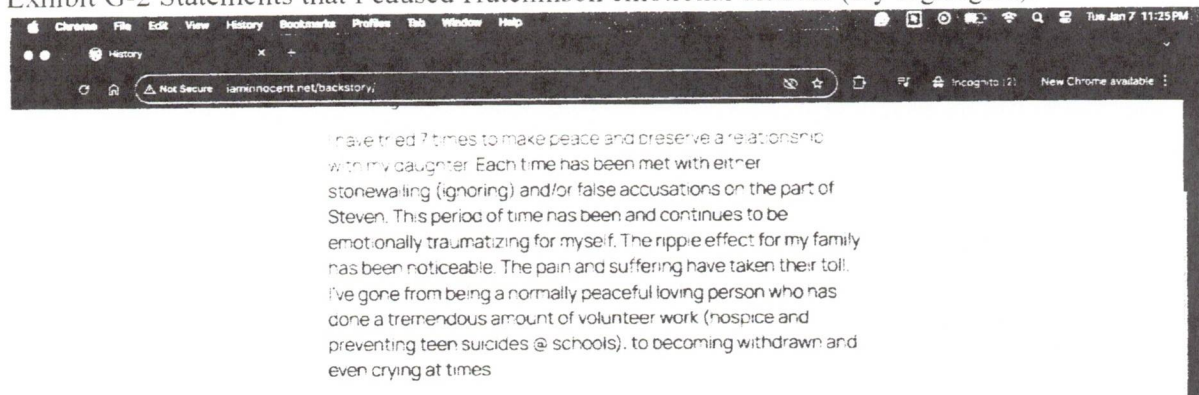 Chrome File Edit View History Bookmarks Profiles Tab Window Help Tue Jan 7 11:25PM
History
Not Secure iaminnocent.net/backstory/ Incognito (2) New Chrome available
I have tried 7 times to make peace and preserve a relationship
with my daughter. Each time has been met with either
stonewalling (ignoring) and/or false accusations on the part of
Steven. This period of time has been and continues to be
emotionally traumatizing for myself. The ripple effect for my family
has been noticeable. The pain and suffering have taken their toll.
I've gone from being a normally peaceful loving person who has
done a tremendous amount of volunteer work (hospice and
preventing teen suicides @ schools), to becoming withdrawn and
even crying at times